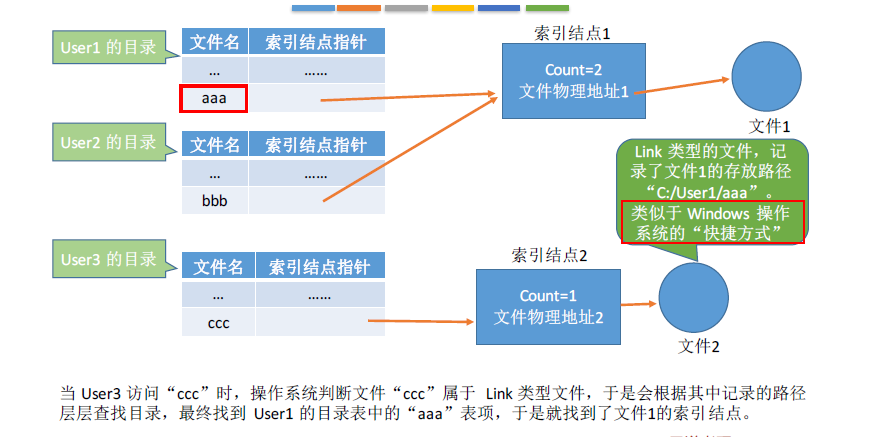 User1 的目录
文件名 索引结点指针
... ......
aaa
User2 的目录
文件名 索引结点指针
... ......
bbb
User3 的目录
文件名 索引结点指针
... ......
ccc
索引结点1
Count=2
文件物理地址1
文件1
Link 类型的文件，记
录了文件1的存放路径
“C:/User1/aaa”。
类似于 Windows 操作
系统的“快捷方式”
索引结点2
Count=1
文件物理地址2
文件2
当 User3 访问“ccc”时，操作系统判断文件“ccc”属于 Link 类型文件，于是会根据其中记录的路径
层层查找目录，最终找到 User1 的目录表中的“aaa”表项，于是就找到了文件1的索引结点。